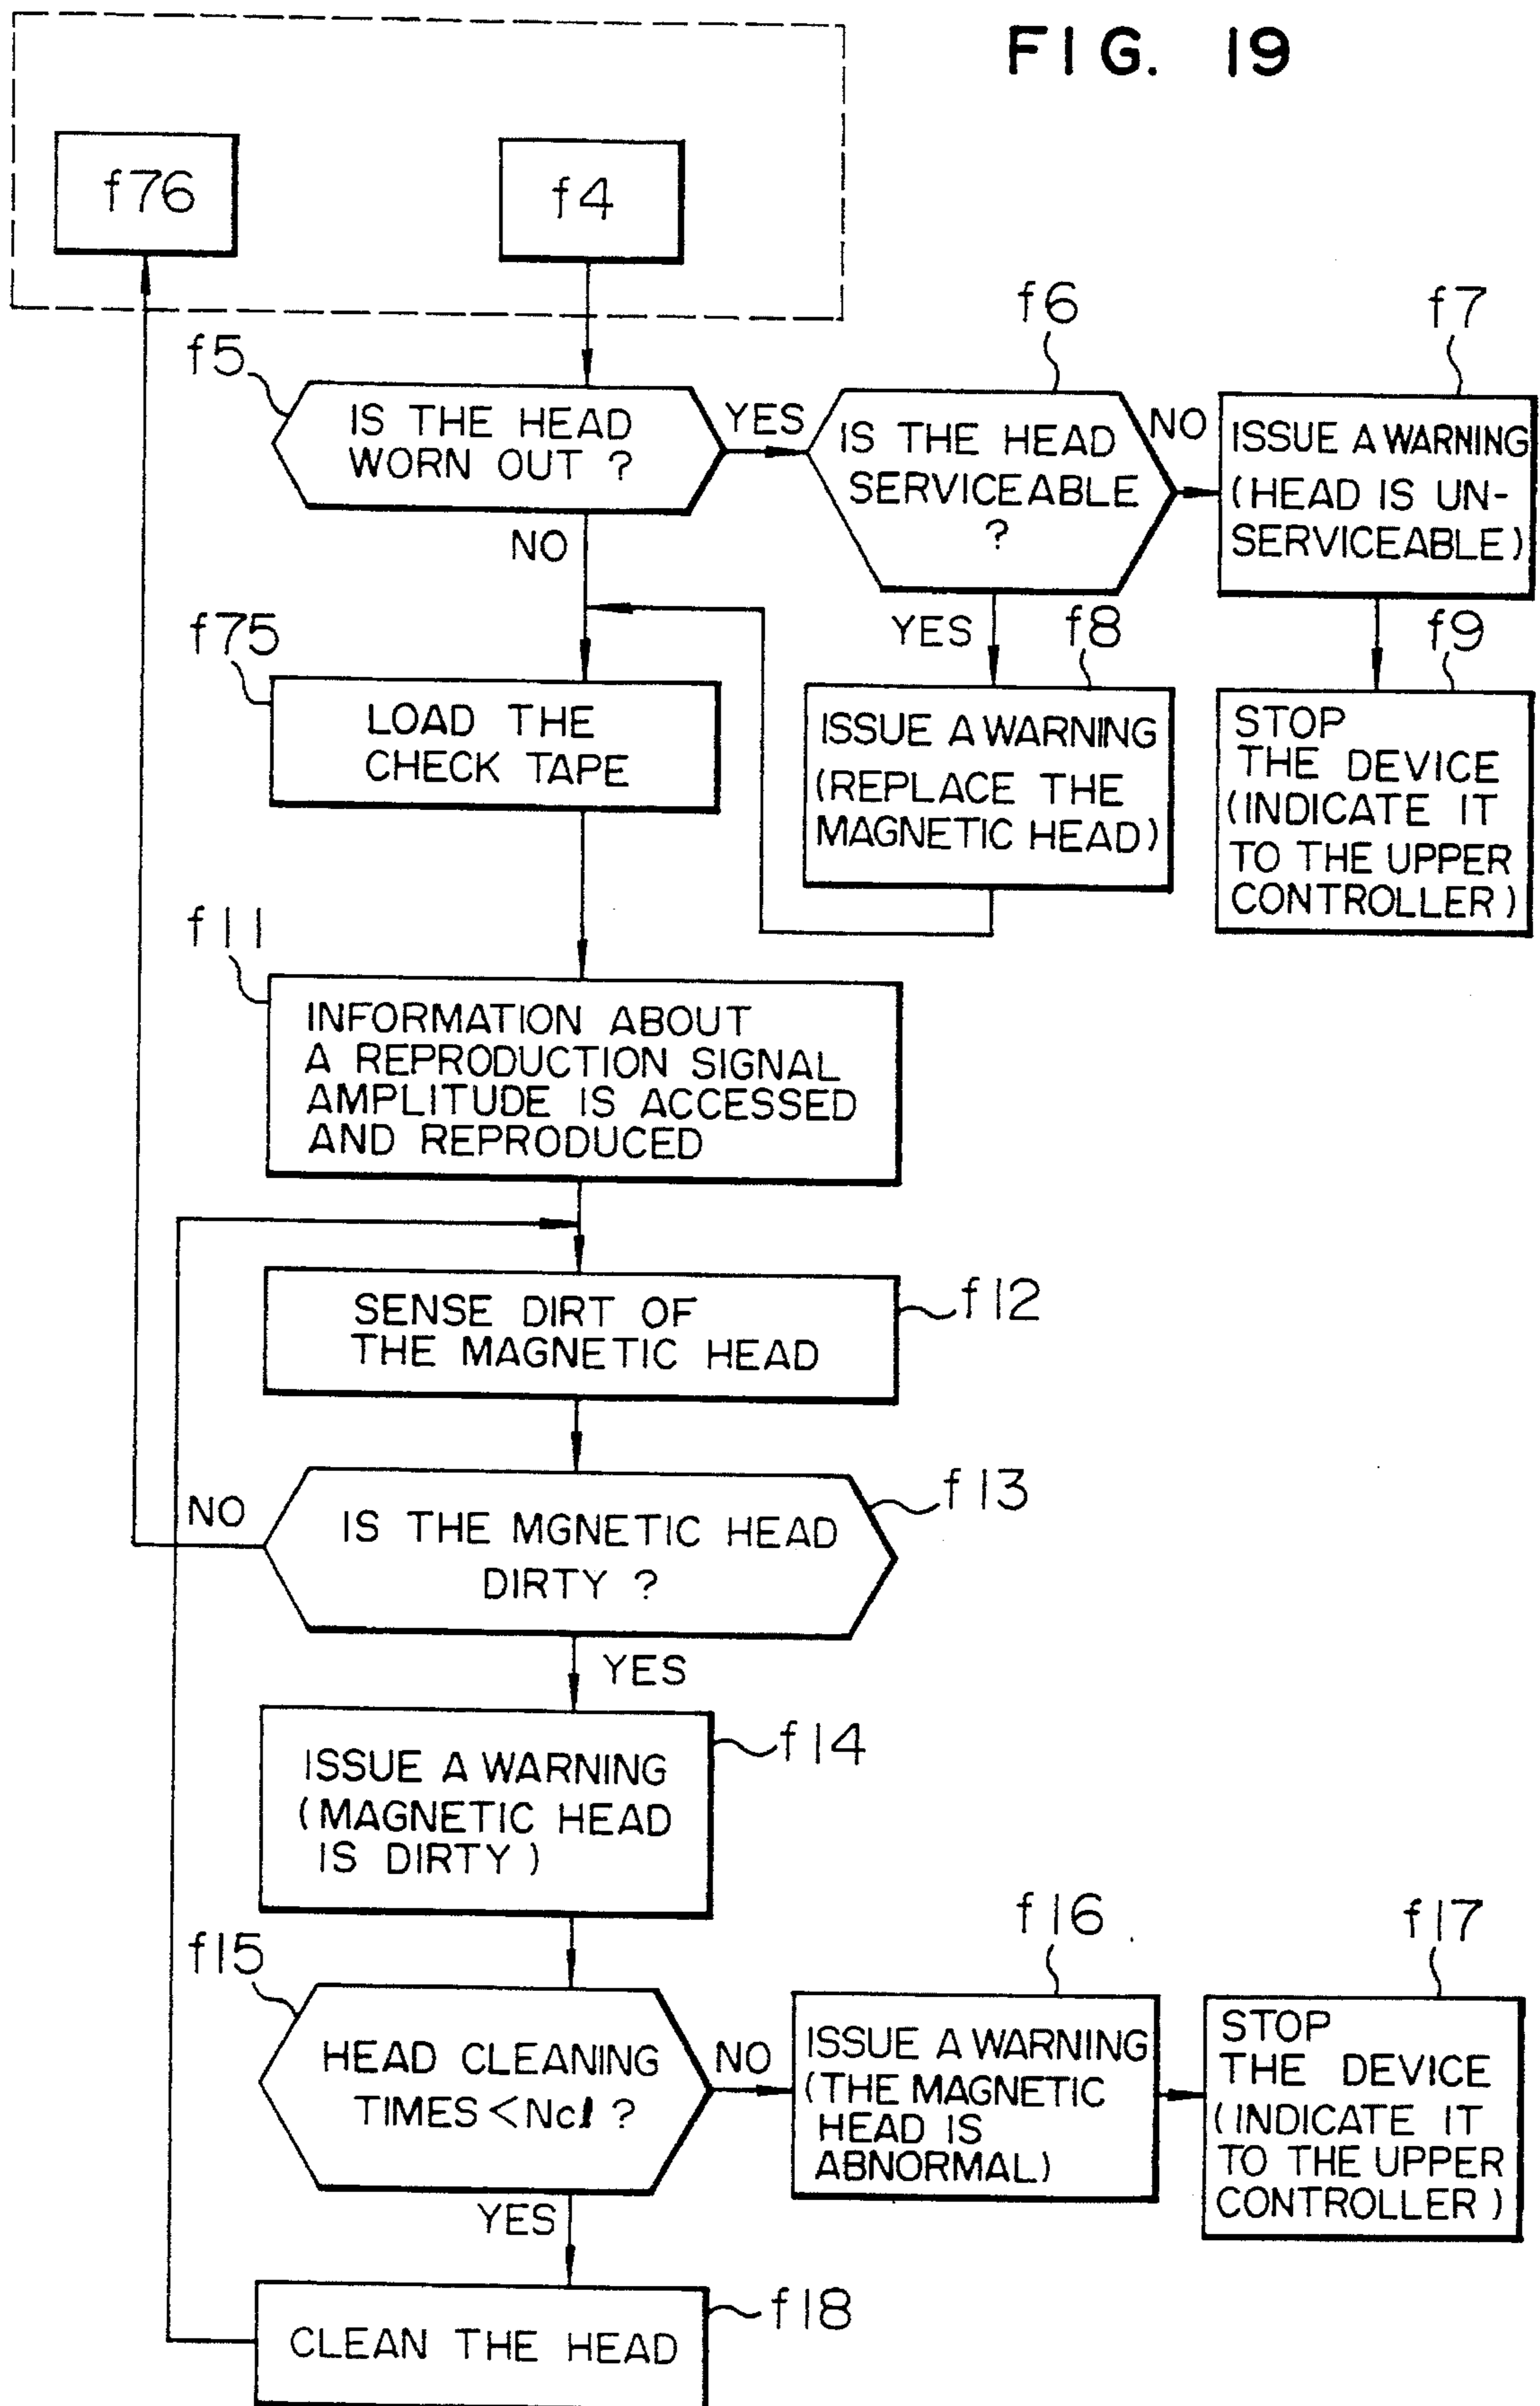 FIG. 19
f76
f4
f5
IS THE HEAD
WORN OUT ?
YES
NO
f6
IS THE HEAD
SERVICEABLE
?
NO
YES
f7
ISSUE A WARNING
(HEAD IS UN-
SERVICEABLE)
f8
ISSUE A WARNING
(REPLACE THE
MAGNETIC HEAD)
f9
STOP
THE DEVICE
(INDICATE IT
TO THE UPPER
CONTROLLER)
f75
LOAD THE
CHECK TAPE
f11
INFORMATION ABOUT
A REPRODUCTION SIGNAL
AMPLITUDE IS ACCESSED
AND REPRODUCED
f12
SENSE DIRT OF
THE MAGNETIC HEAD
f13
NO
IS THE MGNETIC HEAD
DIRTY ?
YES
f14
ISSUE A WARNING
(MAGNETIC HEAD
IS DIRTY)
f15
HEAD CLEANING
TIMES < Ncl ?
NO
YES
f16
ISSUE A WARNING
(THE MAGNETIC
HEAD IS
ABNORMAL)
f17
STOP
THE DEVICE
(INDICATE IT
TO THE UPPER
CONTROLLER)
f18
CLEAN THE HEAD